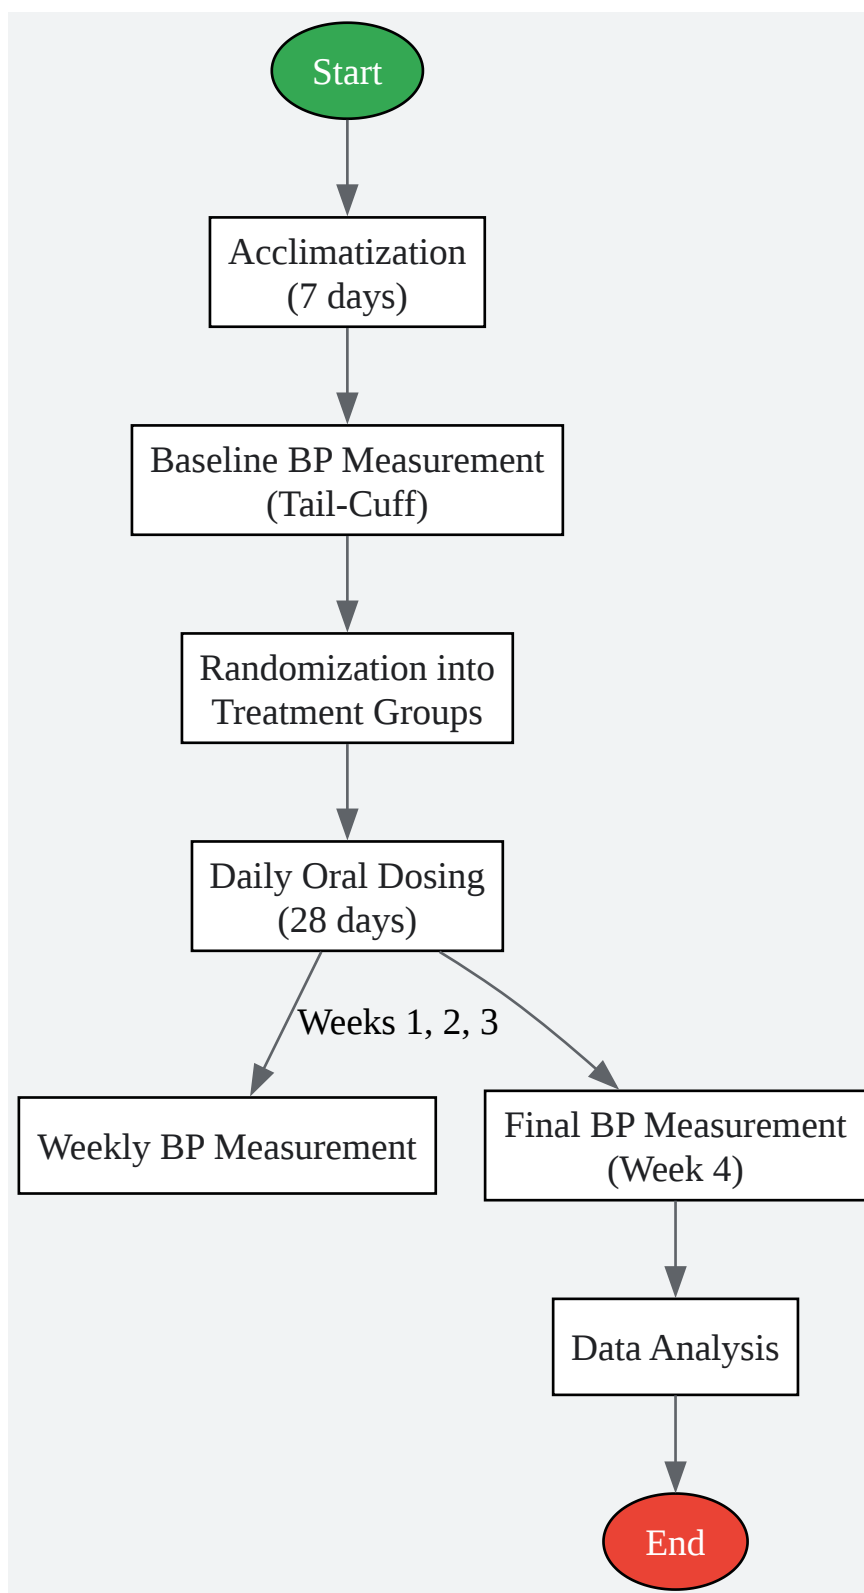 Start
Acclimatization
(7 days)
Baseline BP Measurement
(Tail-Cuff)
Randomization into
Treatment Groups
Daily Oral Dosing
(28 days)
Weeks 1, 2, 3
Weekly BP Measurement
Final BP Measurement
(Week 4)
Data Analysis
End